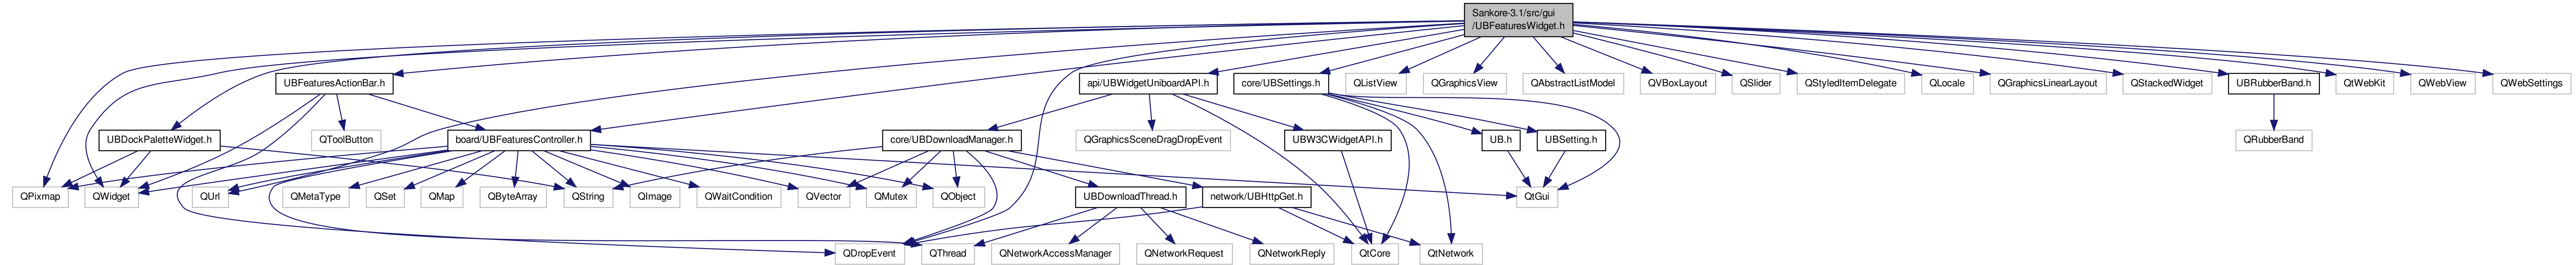 Sankore-3.1/src/gui
/UBFeaturesWidget.h
UBFeaturesActionBar.h
api/UBWidgetUniboardAPI.h
core/UBSettings.h
QListView
QGraphicsView
QAbstractListModel
QVBoxLayout
QSlider
QStyledItemDelegate
QLocale
QGraphicsLinearLayout
QStackedWidget
UBRubberBand.h
QtWebKit
QWebView
QWebSettings
UBDockPaletteWidget.h
QToolButton
board/UBFeaturesController.h
core/UBDownloadManager.h
QGraphicsSceneDragDropEvent
UBW3CWidgetAPI.h
UB.h
UBSetting.h
QRubberBand
QPixmap
QWidget
QUrl
QMetaType
QSet
QMap
QByteArray
QString
QImage
QWaitCondition
QVector
QMutex
QObject
UBDownloadThread.h
network/UBHttpGet.h
QtGui
QDropEvent
QThread
QNetworkAccessManager
QNetworkRequest
QNetworkReply
QtCore
QtNetwork